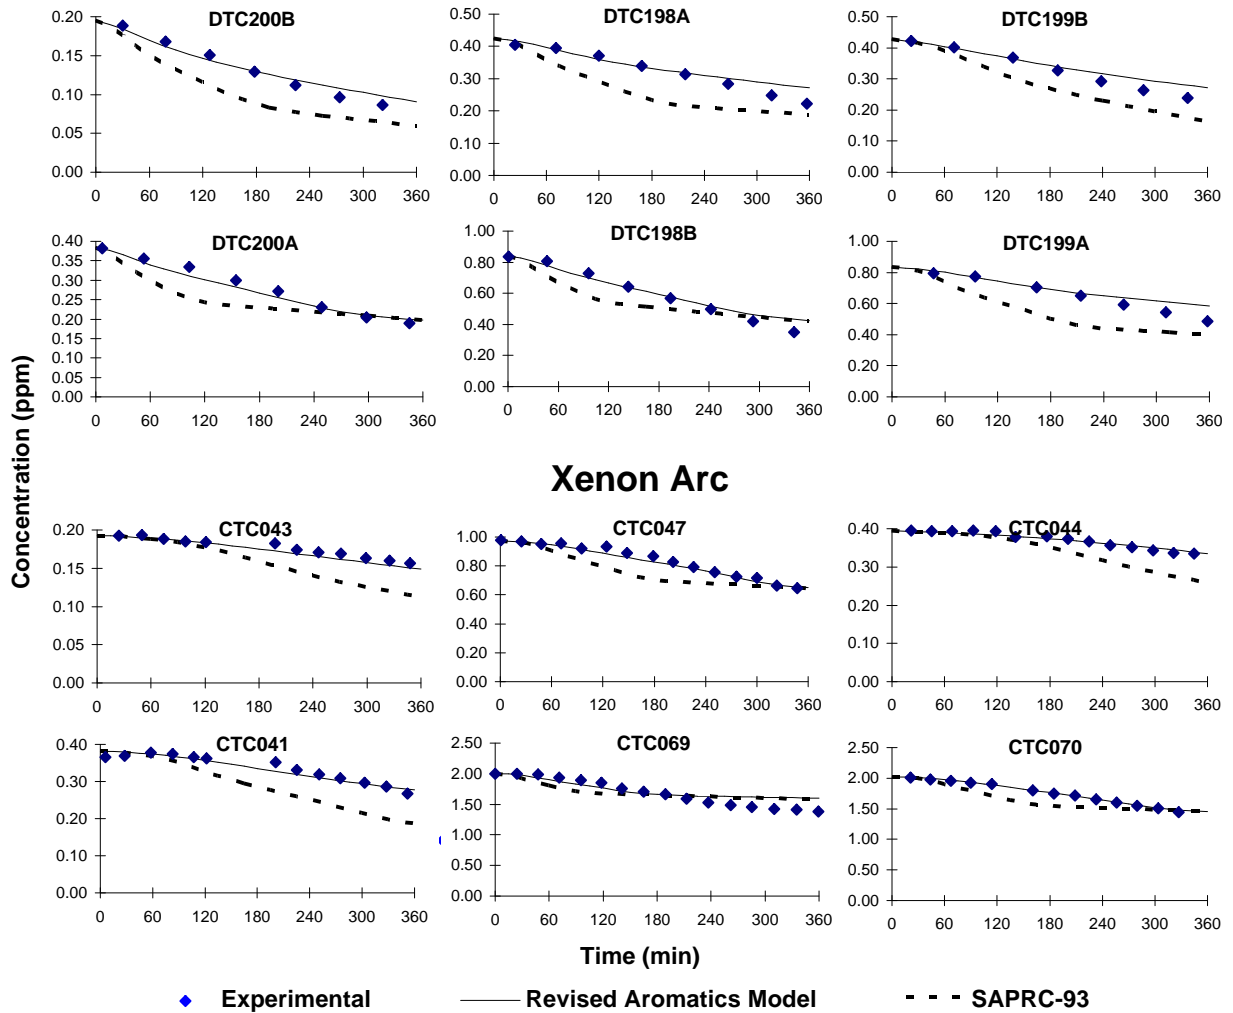 DTC200B
0.20
0.15
0.10
0.05
0.00
0 60 120 180 240 300 360
DTC198A
0.50
0.40
0.30
0.20
0.10
0.00
0 60 120 180 240 300 360
DTC199B
0.50
0.40
0.30
0.20
0.10
0.00
0 60 120 180 240 300 360
DTC200A
0.40
0.35
0.30
0.25
0.20
0.15
0.10
0.05
0.00
0 60 120 180 240 300 360
DTC198B
1.00
0.80
0.60
0.40
0.20
0.00
0 60 120 180 240 300 360
DTC199A
1.00
0.80
0.60
0.40
0.20
0.00
0 60 120 180 240 300 360
Concentration (ppm)
Xenon Arc
CTC043
0.20
0.15
0.10
0.05
0.00
0 60 120 180 240 300 360
CTC047
1.00
0.80
0.60
0.40
0.20
0.00
0 60 120 180 240 300 360
CTC044
0.40
0.30
0.20
0.10
0.00
0 60 120 180 240 300 360
CTC041
0.40
0.30
0.20
0.10
0.00
0 60 120 180 240 300 360
CTC069
2.50
2.00
1.50
1.00
0.50
0.00
0 60 120 180 240 300 360
CTC070
2.50
2.00
1.50
1.00
0.50
0.00
0 60 120 180 240 300 360
Time (min)
Experimental
Revised Aromatics Model
SAPRC-93